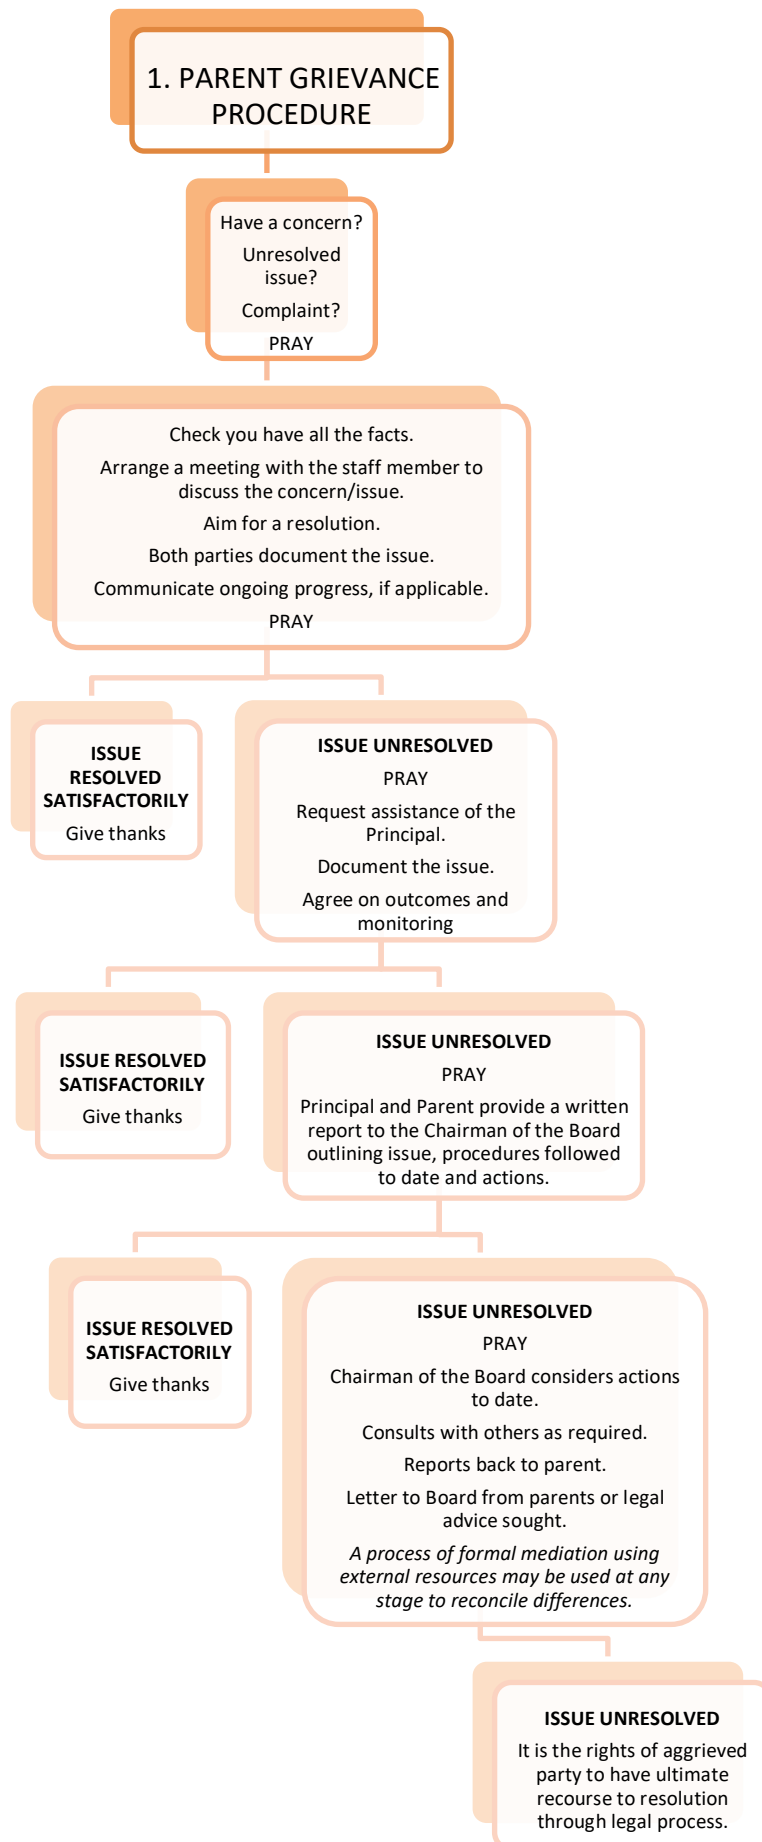 1. PARENT GRIEVANCE
PROCEDURE
Have a concern?
Unresolved
issue?
Complaint?
PRAY
Check you have all the facts.
Arrange a meeting with the staff member to
discuss the concern/issue.
Aim for a resolution.
Both parties document the issue.
Communicate ongoing progress, if applicable.
PRAY
ISSUE
RESOLVED
SATISFACTORILY
Give thanks
ISSUE UNRESOLVED
PRAY
Request assistance of the
Principal.
Document the issue.
Agree on outcomes and
monitoring
ISSUE RESOLVED
SATISFACTORILY
Give thanks
ISSUE UNRESOLVED
PRAY
Principal and Parent provide a written
report to the Chairman of the Board
outlining issue, procedures followed
to date and actions.
ISSUE RESOLVED
SATISFACTORILY
Give thanks
ISSUE UNRESOLVED
PRAY
Chairman of the Board considers actions
to date.
Consults with others as required.
Reports back to parent.
Letter to Board from parents or legal
advice sought.
A process of formal mediation using
external resources may be used at any
stage to reconcile differences.
ISSUE UNRESOLVED
It is the rights of aggrieved
party to have ultimate
recourse to resolution
through legal process.